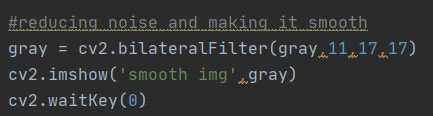 #reducing noise and making it smooth
gray = cv2.bilateralFilter(gray,11,17,17)
cv2.imshow('smooth img',gray)
cv2.waitKey(0)